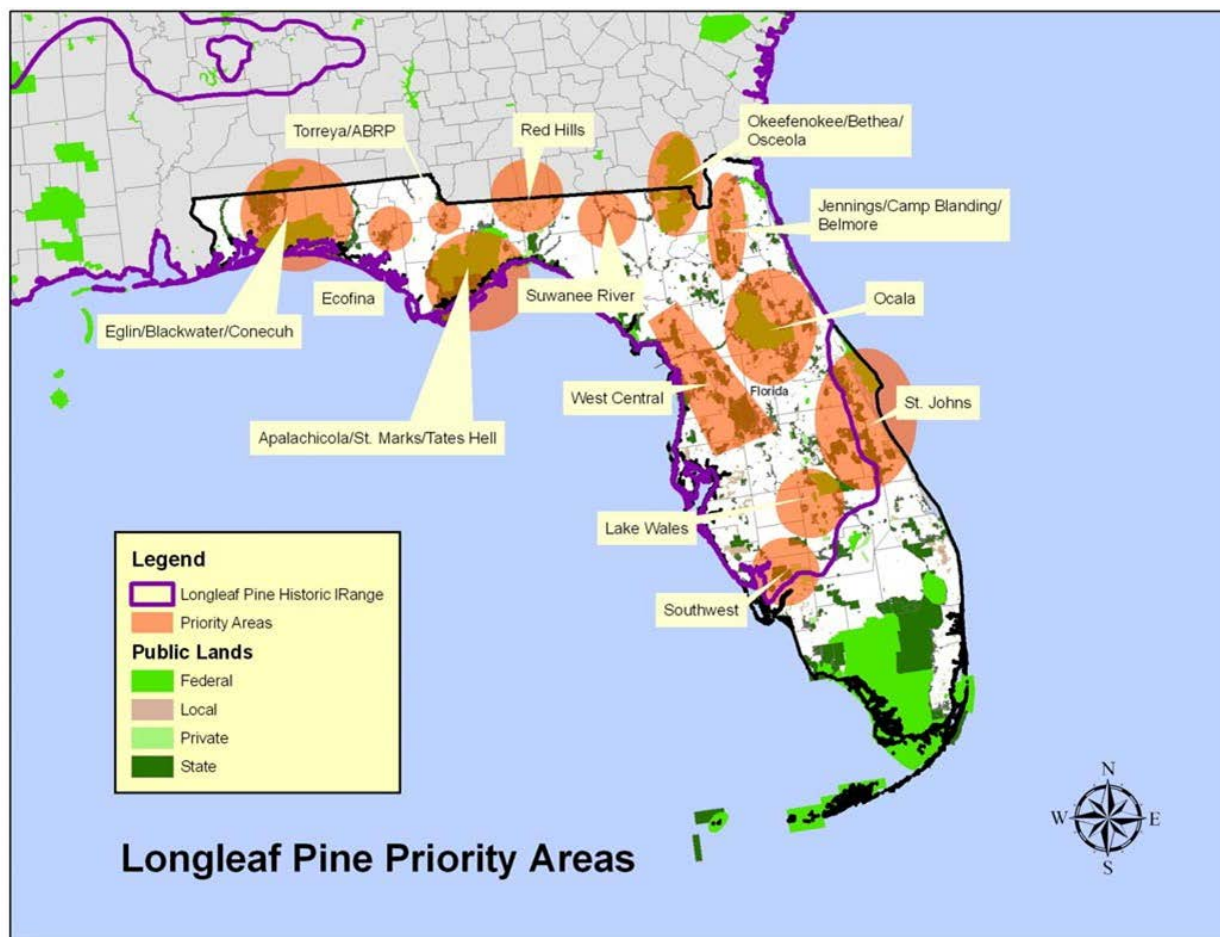 Okeefenokee/Bethea/
Osceola
Torreya/ABRP
Red Hills
Jennings/Camp Blanding/
Belmore
Ecofina
Suwanee River
Ocala
Eglin/Blackwater/Conecuh
West Central
Florida
St. Johns
Apalachicola/St. Marks/Tates Hell
Lake Wales
Southwest
Legend
Longleaf Pine Historic lRange
Priority Areas
Public Lands
Federal
Local
Private
State
N
W
E
S
Longleaf Pine Priority Areas